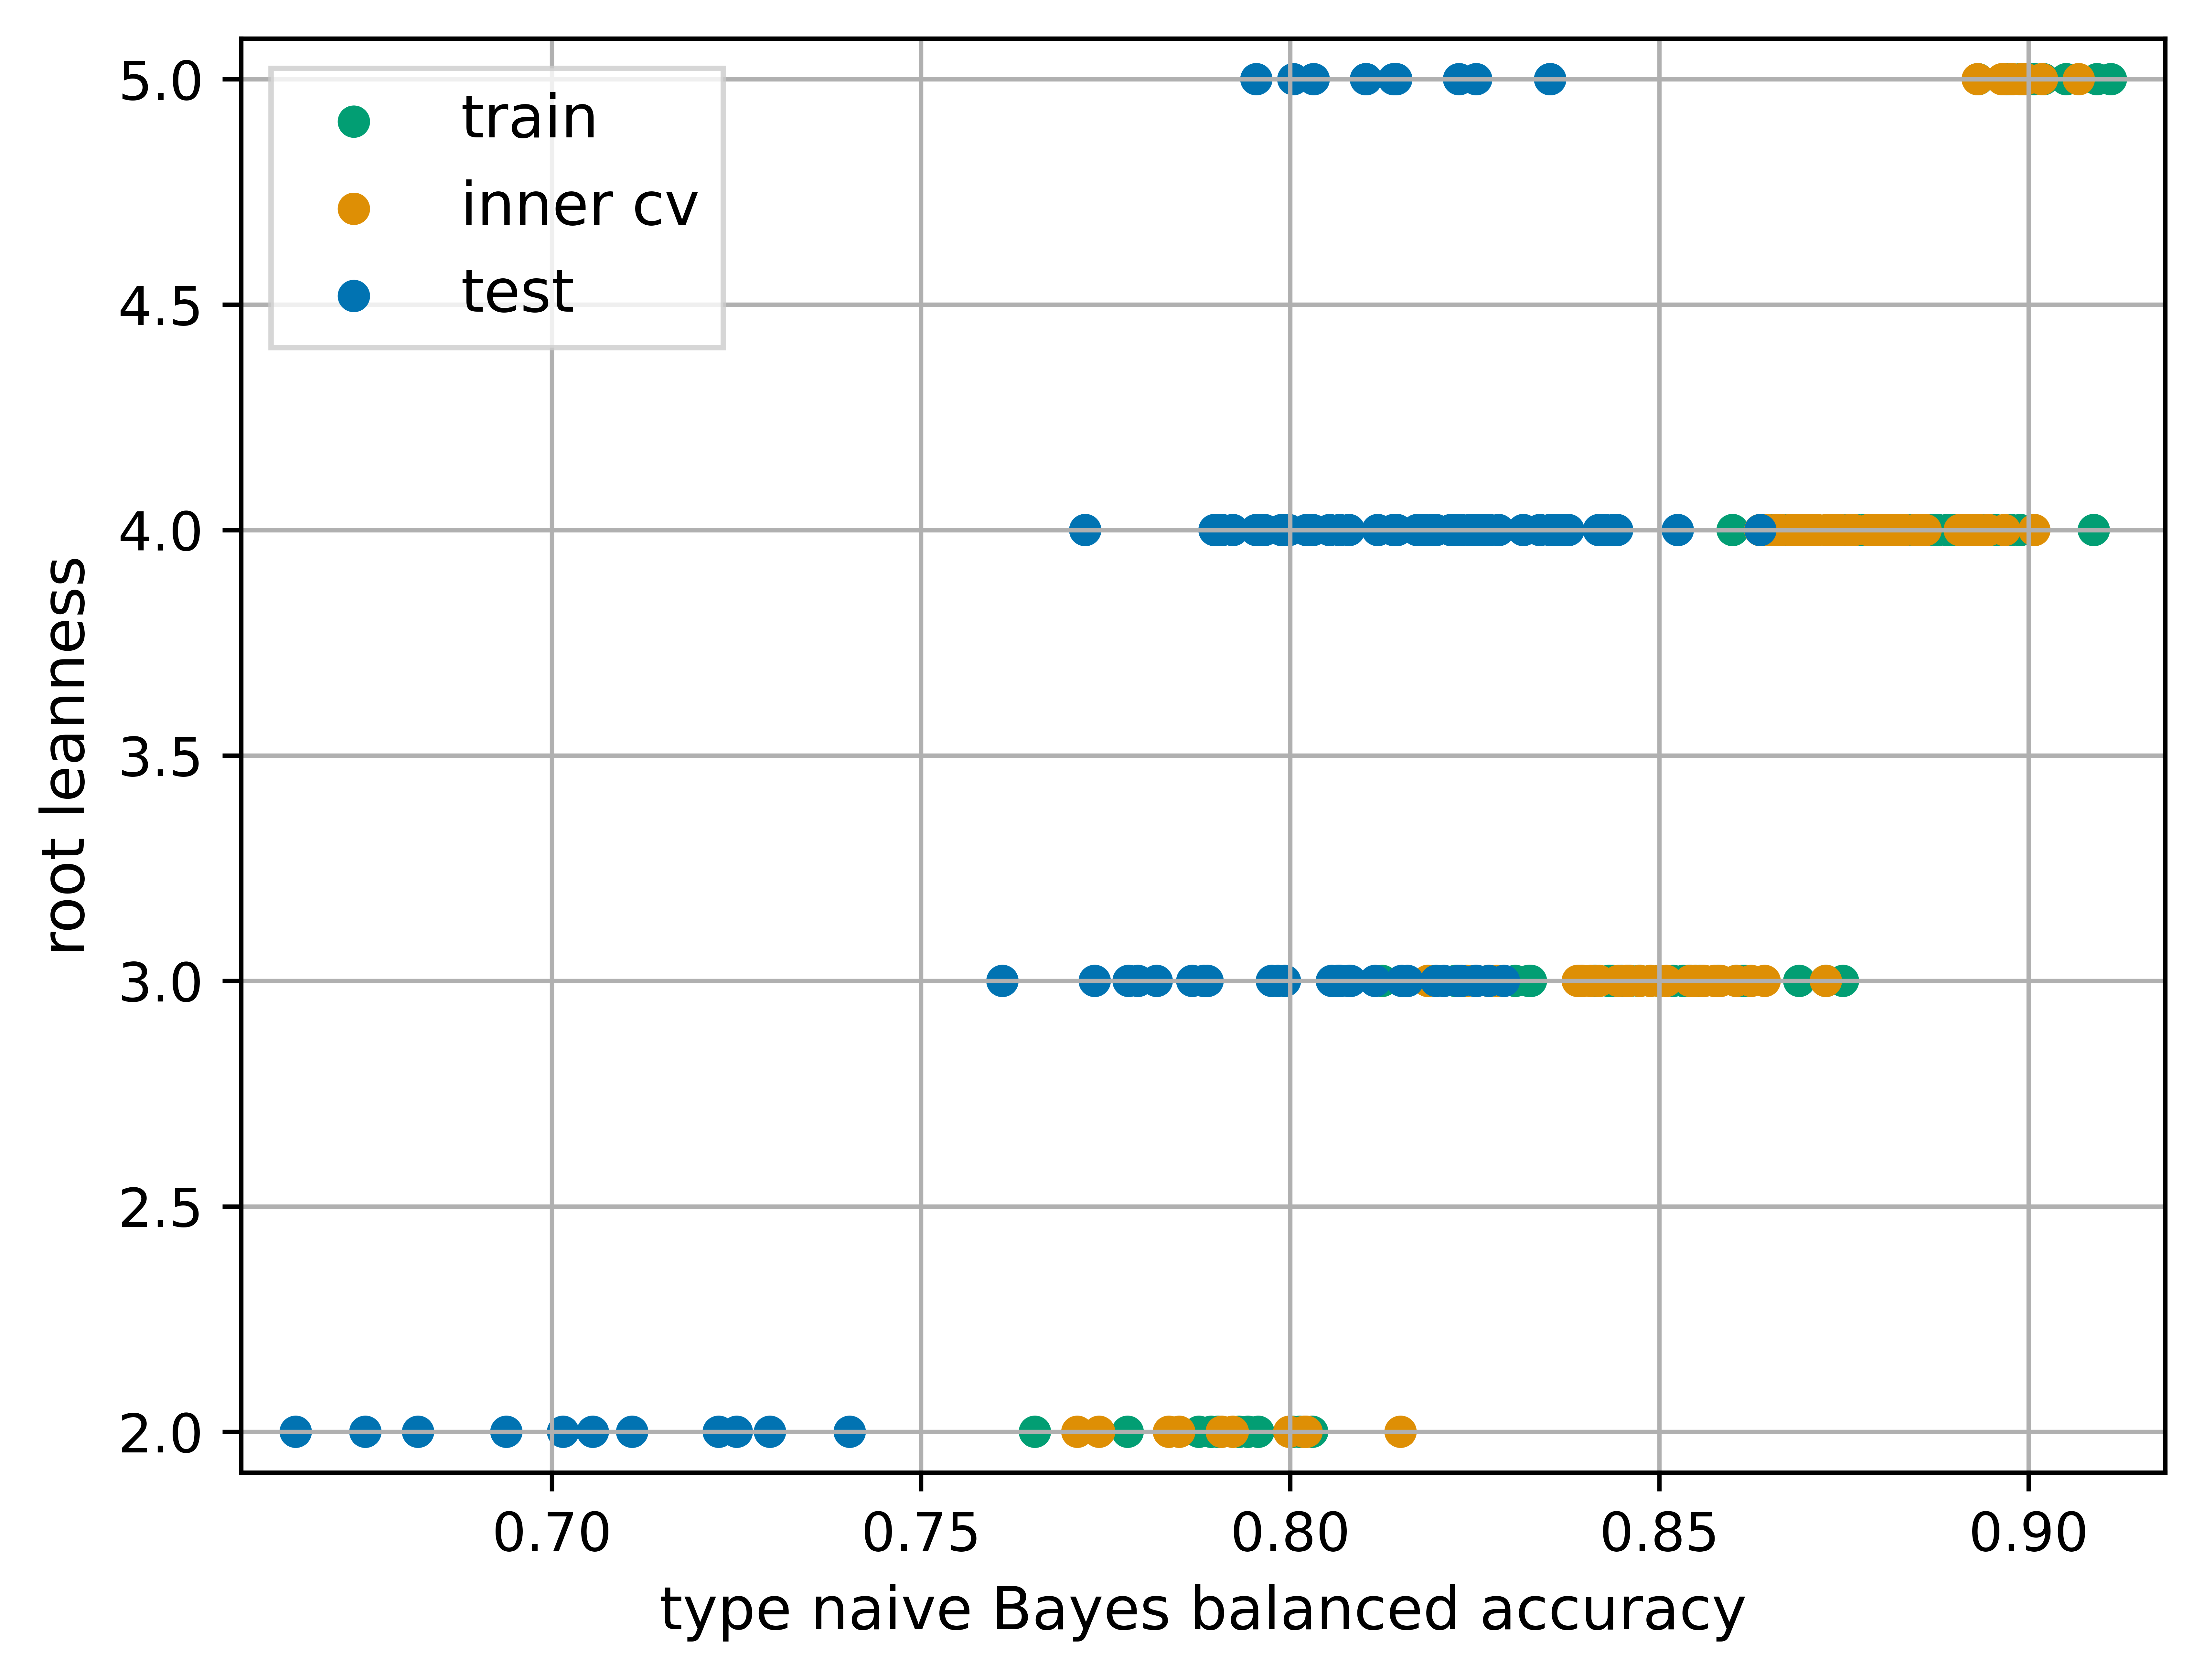 train
inner cv
test
5.0
4.5
4.0
3.5
3.0
2.5
2.0
root leanness
0.70 0.75 0.80 0.85 0.90
type naive Bayes balanced accuracy